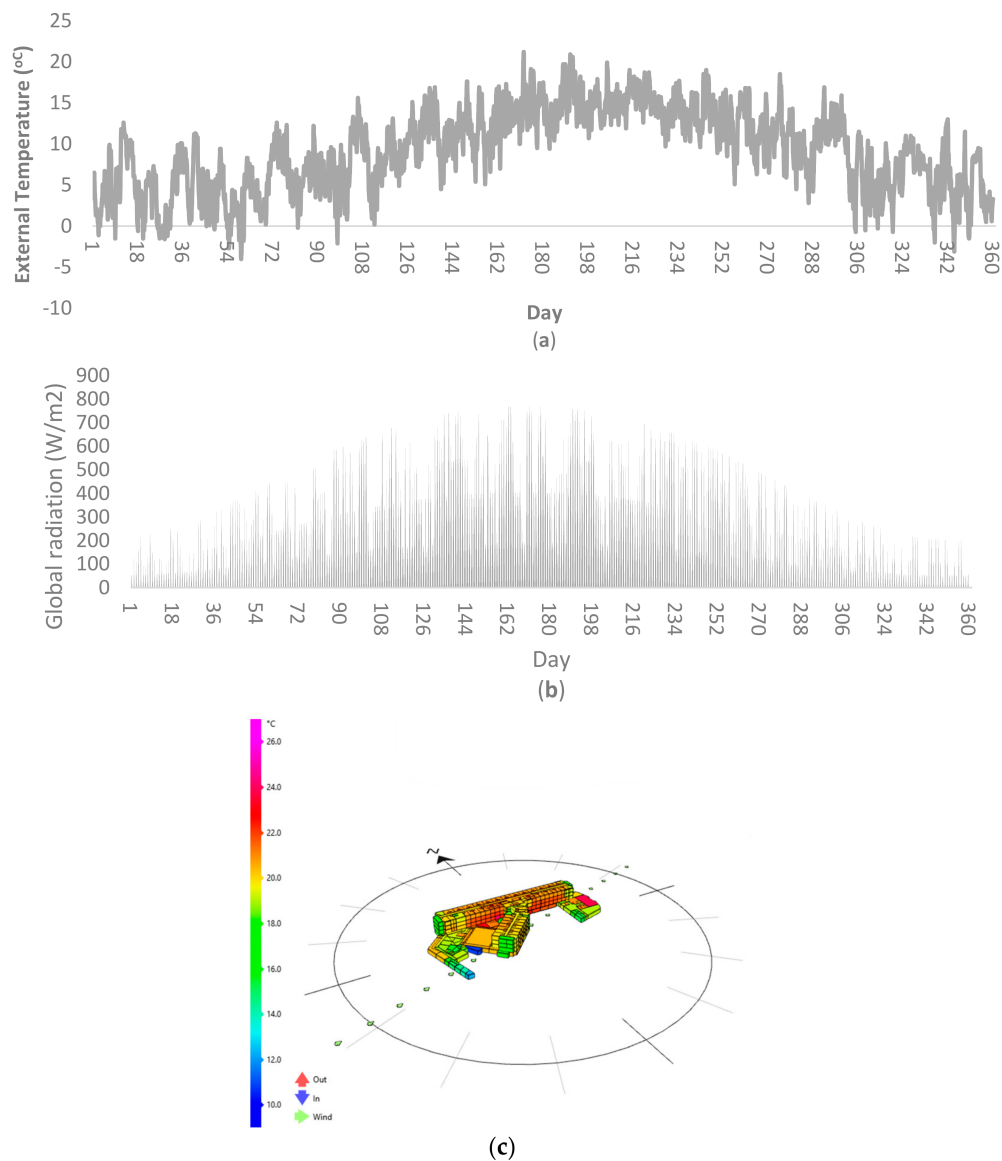 25
20
15
10
5
0
-5
-10
External Temperature (ºC)
1 18 36 54 72 90 108 126 144 162 180 198 216 234 252 270 288 306 324 342 360
Day
(a)
900
800
700
600
500
400
300
200
100
0
Global radiation (W/m2)
1 18 36 54 72 90 108 126 144 162 180 198 216 234 252 270 288 306 324 342 360
Day
(b)
°C
26.0
24.0
22.0
20.0
18.0
16.0
14.0
12.0
10.0
N
Out
In
Wind
(c)